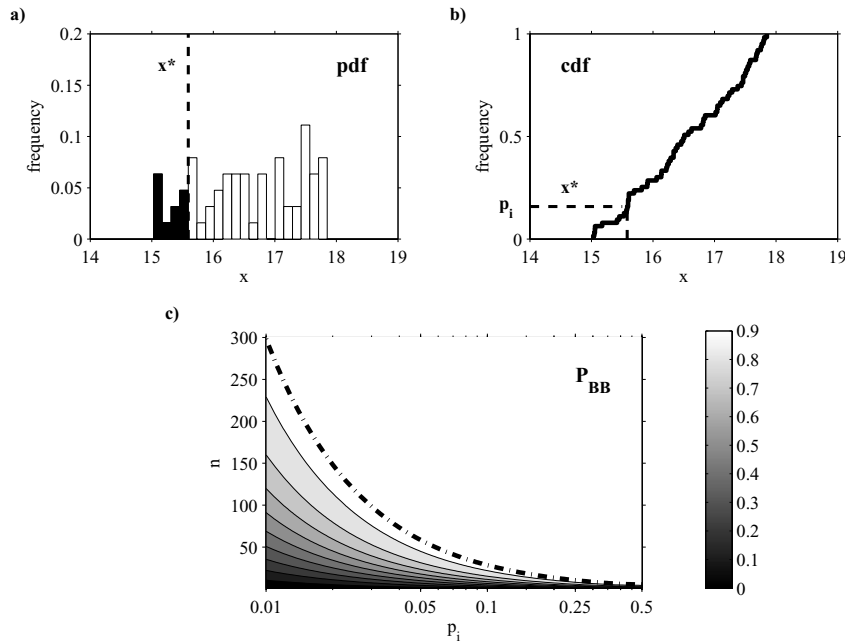 a)
0.2
0.15
0.1
0.05
0
frequency
x*
pdf
14 15 16 17 18 19
x
b)
1
0.5
p_i
0
frequency
cdf
x*
14 15 16 17 18 19
x
c)
300
250
200
150
100
50
n
P_BB
0.01 0.05 0.1 0.25 0.5
p_i
0.9
0.8
0.7
0.6
0.5
0.4
0.3
0.2
0.1
0